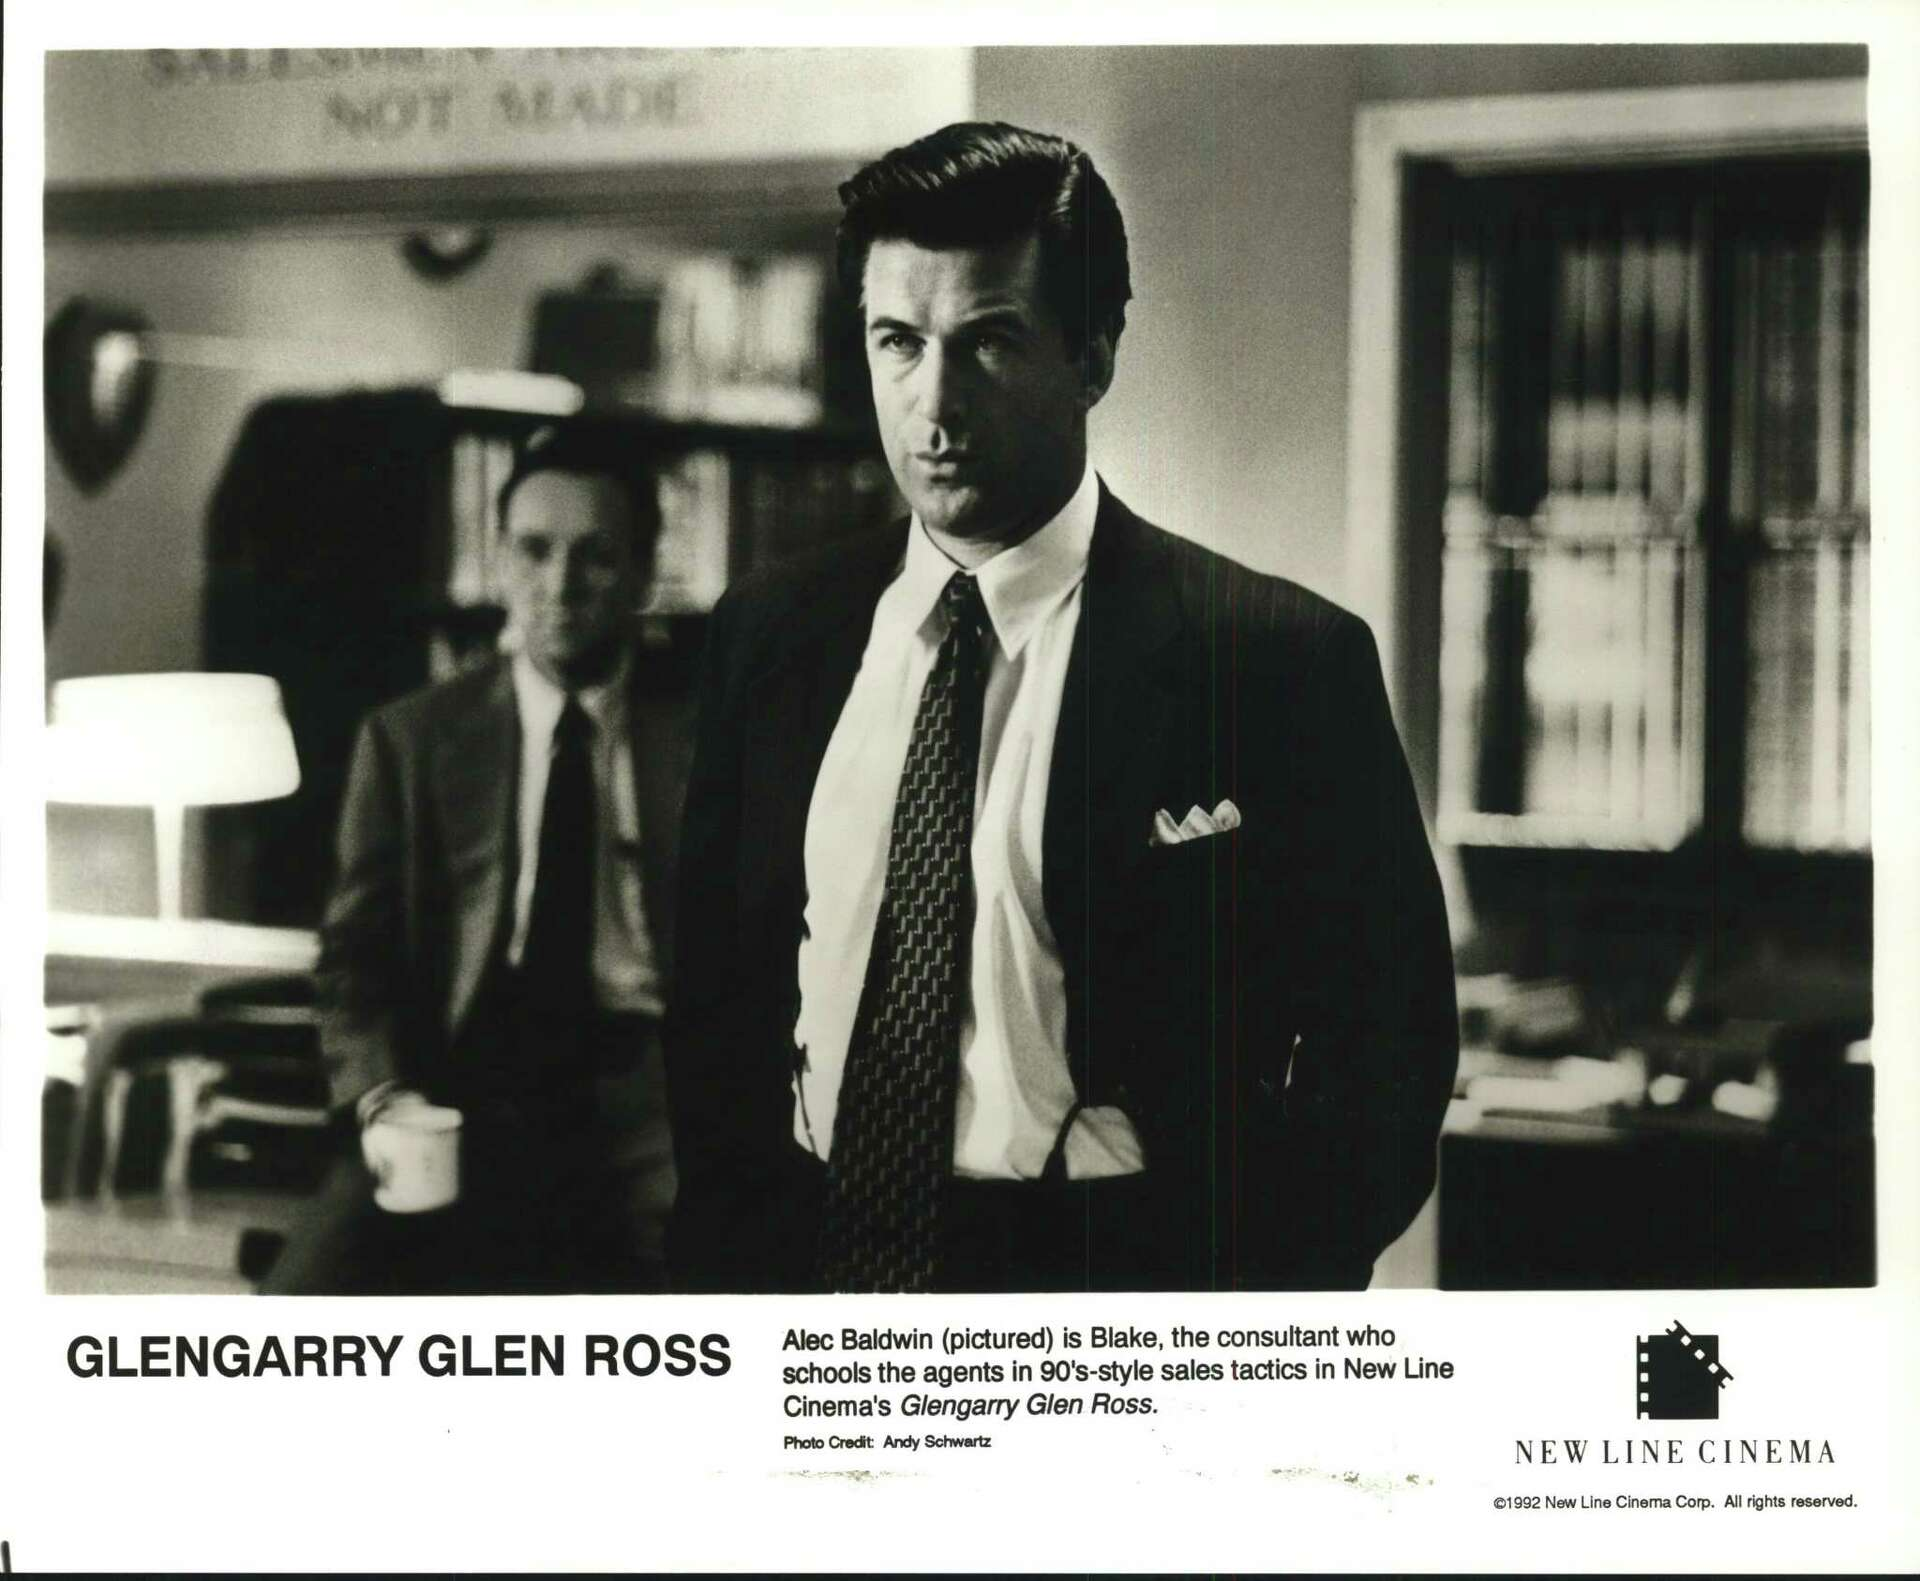 SALESMEN ARE
NOT MADE
GLENGARRY GLEN ROSS
Alec Baldwin (pictured) is Blake, the consultant who
schools the agents in 90's-style sales tactics in New Line
Cinema's Glengarry Glen Ross.
Photo Credit: Andy Schwartz
NEW LINE CINEMA
©1992 New Line Cinema Corp. All rights reserved.